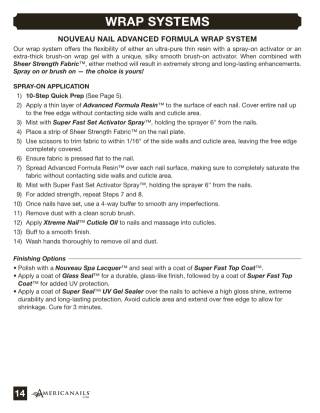 WRAP SYSTEMS
NOUVEAU NAIL ADVANCED FORMULA WRAP SYSTEM
Our wrap system offers the flexibility of either an ultra-pure thin resin with a spray-on activator or an
extra-thick brush-on wrap gel with a unique, silky smooth brush-on activator. When combined with
Sheer Strength Fabric™, either method will result in extremely strong and long-lasting enhancements.
Spray on or brush on — the choice is yours!
SPRAY-ON APPLICATION
1) 10-Step Quick Prep (See Page 5).
2) Apply a thin layer of Advanced Formula Resin™ to the surface of each nail. Cover entire nail up
to the free edge without contacting side walls and cuticle area.
3) Mist with Super Fast Set Activator Spray™, holding the sprayer 6" from the nails.
4) Place a strip of Sheer Strength Fabric™ on the nail plate.
5) Use scissors to trim fabric to within 1/16" of the side walls and cuticle area, leaving the free edge
completely covered.
6) Ensure fabric is pressed flat to the nail.
7) Spread Advanced Formula Resin™ over each nail surface, making sure to completely saturate the
fabric without contacting side walls and cuticle area.
8) Mist with Super Fast Set Activator Spray™, holding the sprayer 6" from the nails.
9) For added strength, repeat Steps 7 and 8.
10) Once nails have set, use a 4-way buffer to smooth any imperfections.
11) Remove dust with a clean scrub brush.
12) Apply Xtreme Nail™ Cuticle Oil to nails and massage into cuticles.
13) Buff to a smooth finish.
14) Wash hands thoroughly to remove oil and dust.
Finishing Options
• Polish with a Nouveau Spa Lacquer™ and seal with a coat of Super Fast Top Coat™.
• Apply a coat of Glass Seal™ for a durable, glass-like finish, followed by a coat of Super Fast Top
Coat™ for added UV protection.
• Apply a coat of Super Seal™ UV Gel Sealer over the nails to achieve a high gloss shine, extreme
durability and long-lasting protection. Avoid cuticle area and extend over free edge to allow for
shrinkage. Cure for 3 minutes.
14 AMERICANAILS